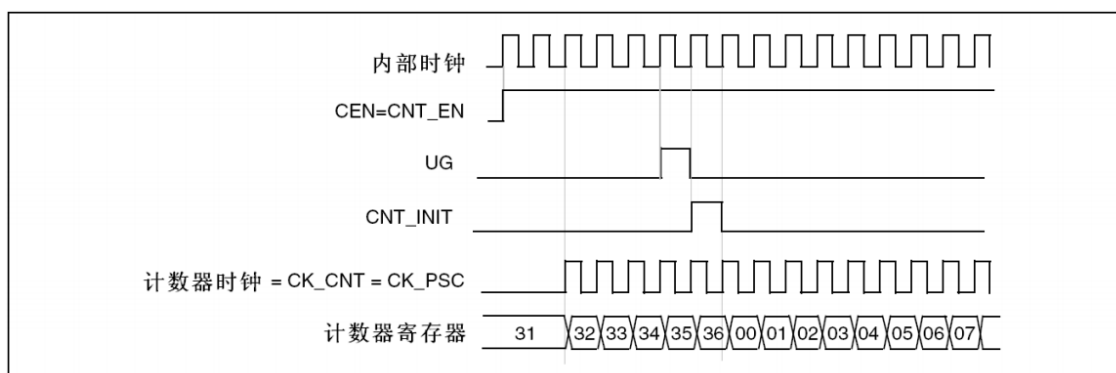 内部时钟
CEN=CNT_EN
UG
CNT_INIT
计数器时钟 = CK_CNT = CK_PSC
计数器寄存器 31 32 33 34 35 36 00 01 02 03 04 05 06 07